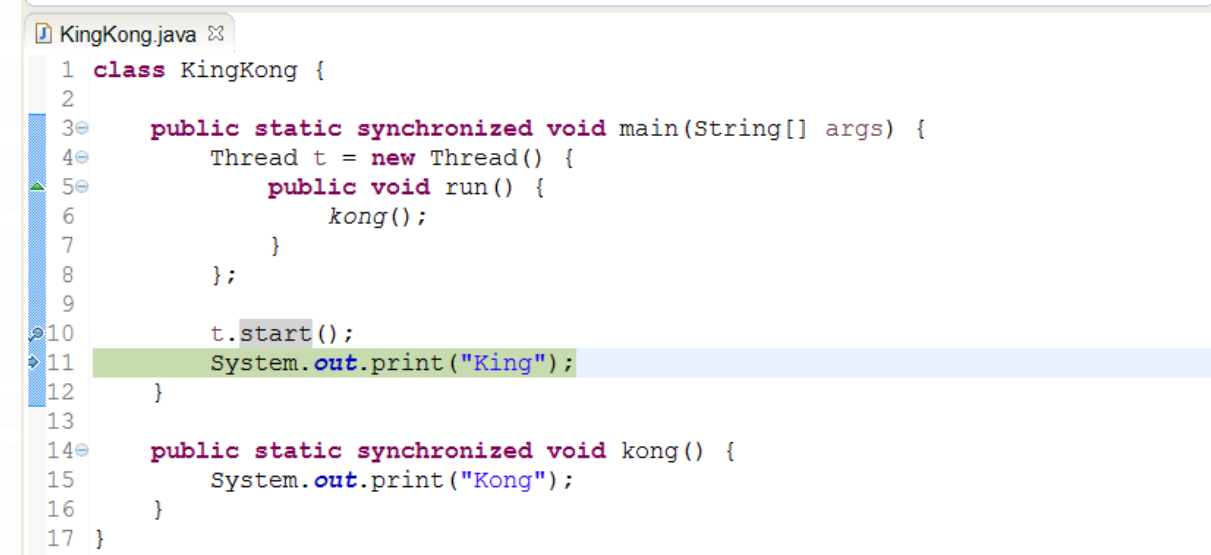 KingKong.java
1 class KingKong {
2
3 public static synchronized void main(String[] args) {
4 Thread t = new Thread() {
5 public void run() {
6 kong();
7 }
8 };
9
10 t.start();
11 System.out.print("King");
12 }
13
14 public static synchronized void kong() {
15 System.out.print("Kong");
16 }
17 }